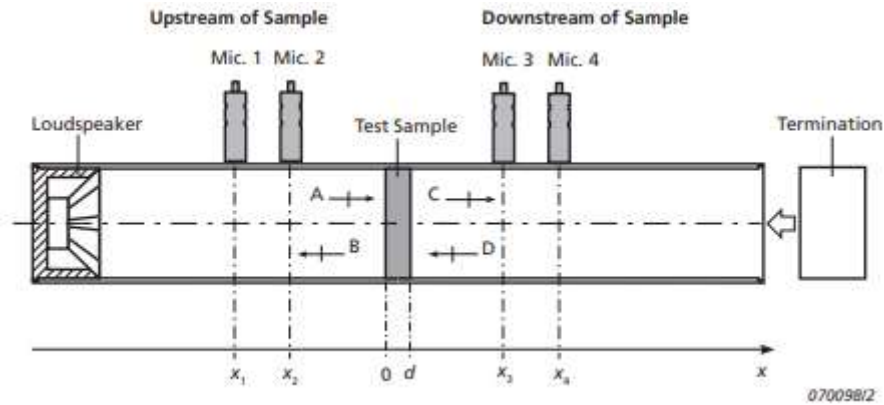 Upstream of Sample Downstream of Sample
Mic. 1 Mic. 2 Mic. 3 Mic. 4
Loudspeaker Test Sample Termination
A C
B D
x₁ x₂ 0 d x₃ x₄ x
070098/2